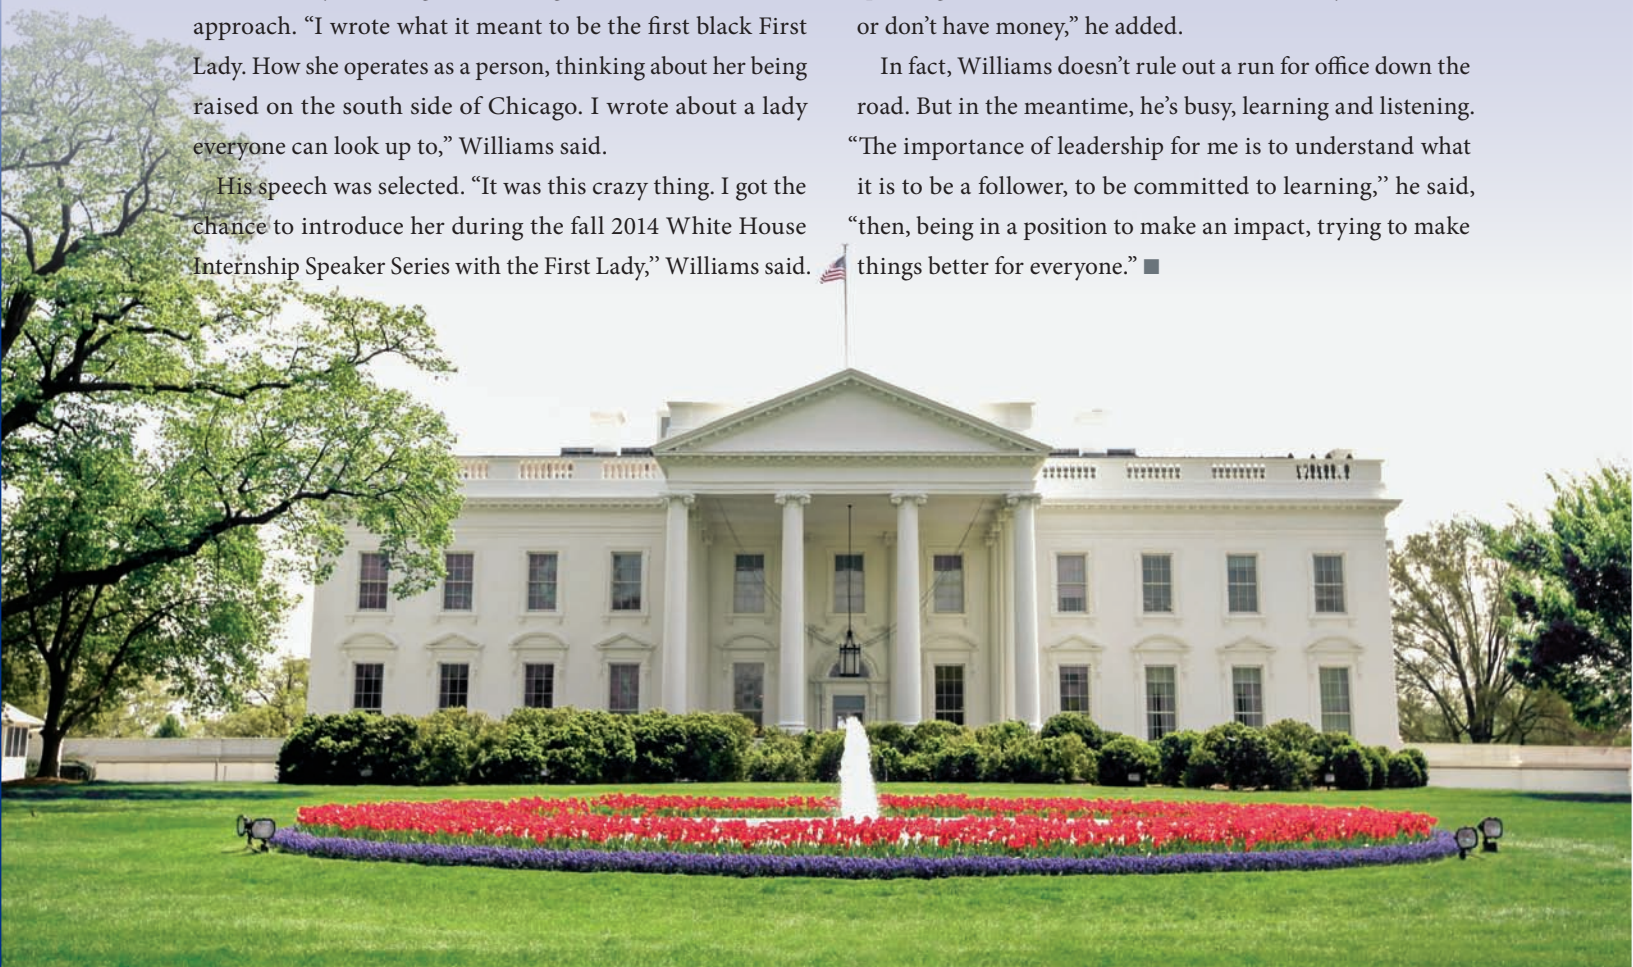 approach. “I wrote what it meant to be the first black First
Lady. How she operates as a person, thinking about her being
raised on the south side of Chicago. I wrote about a lady
everyone can look up to,” Williams said.
His speech was selected. “It was this crazy thing. I got the
chance to introduce her during the fall 2014 White House
Internship Speaker Series with the First Lady,’’ Williams said.
or don’t have money,” he added.
In fact, Williams doesn’t rule out a run for office down the
road. But in the meantime, he’s busy, learning and listening.
“The importance of leadership for me is to understand what
it is to be a follower, to be committed to learning,’’ he said,
“then, being in a position to make an impact, trying to make
things better for everyone.” ■